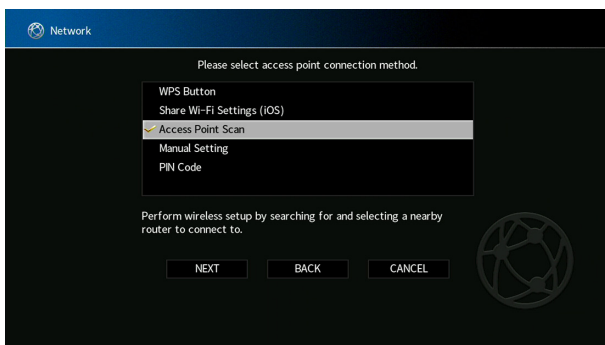 Network
Please select access point connection method.
WPS Button
Share Wi-Fi Settings (iOS)
Access Point Scan
Manual Setting
PIN Code
Perform wireless setup by searching for and selecting a nearby
router to connect to.
NEXT BACK CANCEL